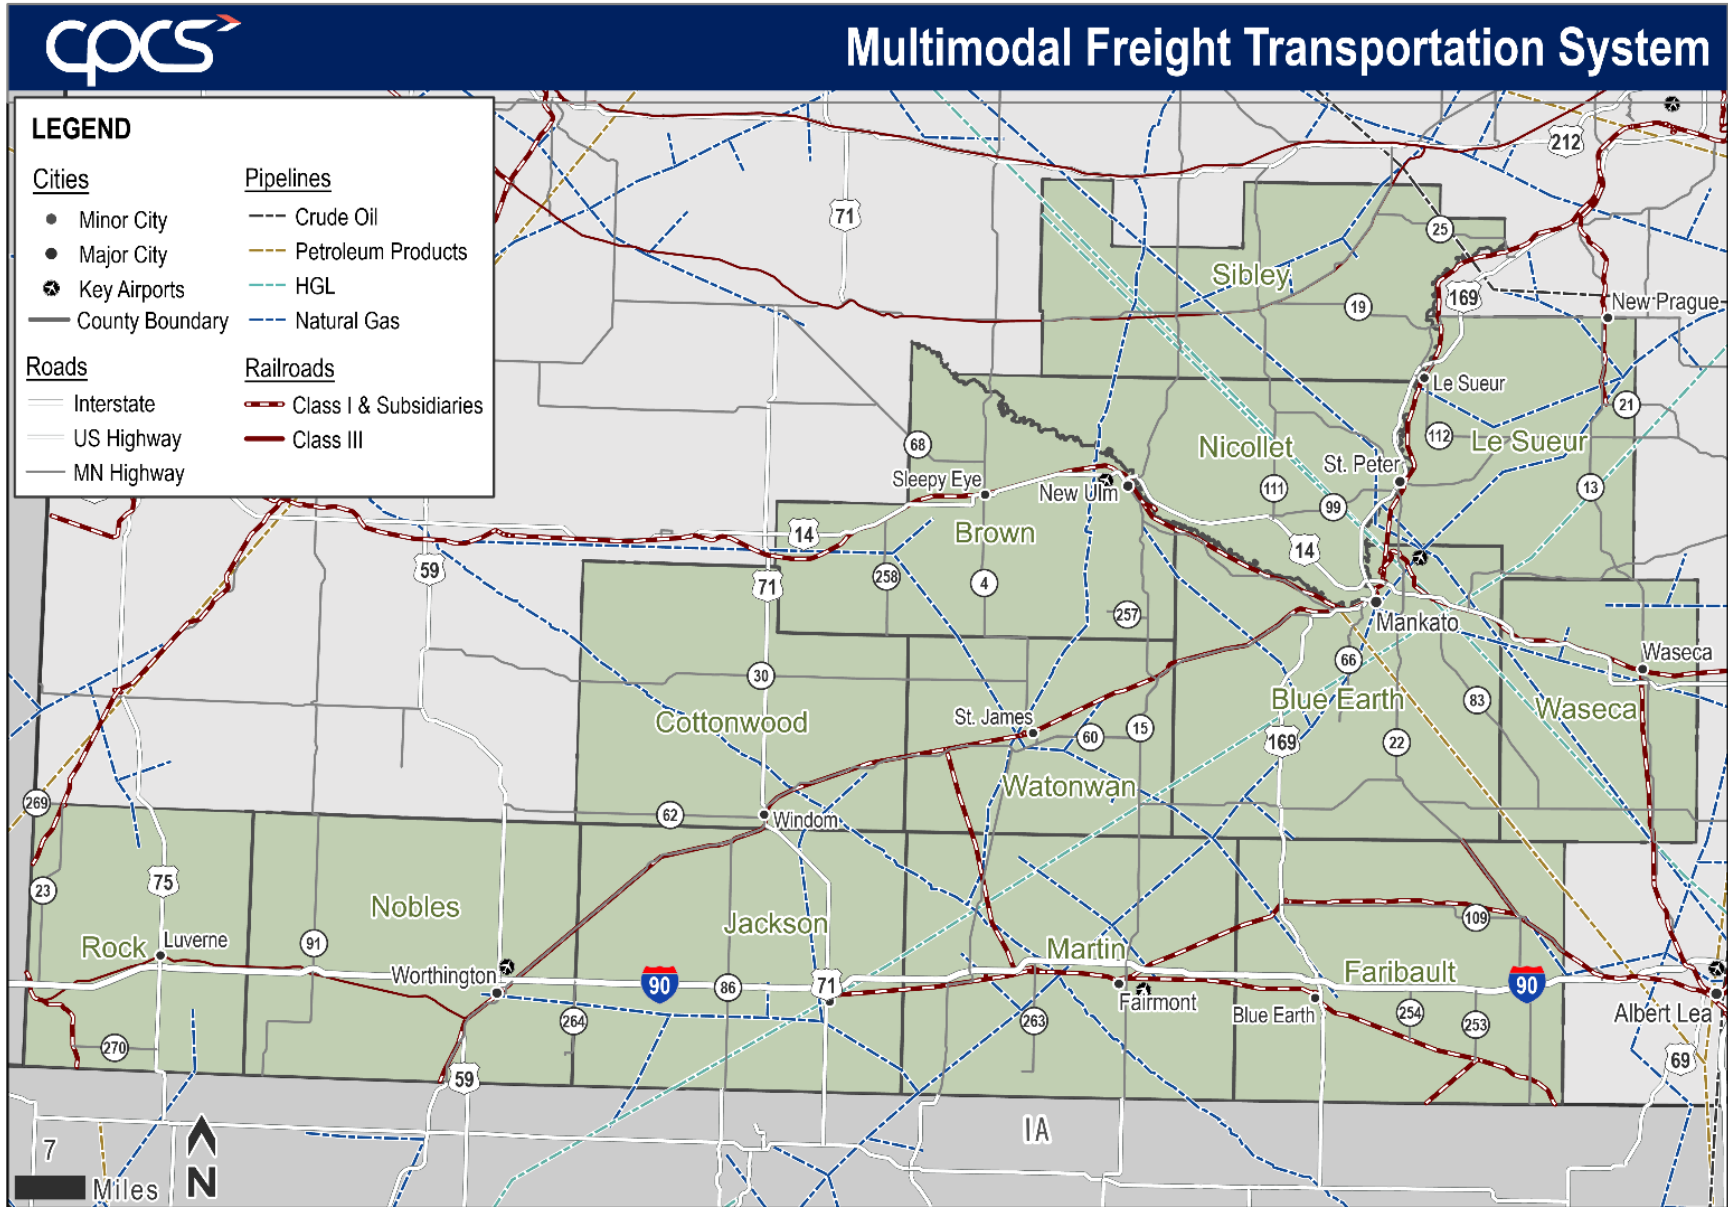 cpcs
Multimodal Freight Transportation System
LEGEND
Cities
Minor City
Major City
Key Airports
County Boundary
Pipelines
Crude Oil
Petroleum Products
HGL
Natural Gas
Roads
Interstate
US Highway
MN Highway
Railroads
Class I & Subsidiaries
Class III
212
71
25
Sibley
169
19
New Prague
Le Sueur
21
68
112
Nicollet
Le Sueur
St. Peter
Sleepy Eye
New Ulm
111
13
99
14
Brown
14
59
71
258
4
257
Mankato
Waseca
66
30
Blue Earth
83
Waseca
Cottonwood
St. James
60
15
169
22
Watonwan
269
62
Windom
75
23
Nobles
Jackson
109
91
Rock
Luverne
Martin
Worthington
Faribault
90
86
71
90
Fairmont
Blue Earth
254
253
Albert Lea
264
263
270
59
69
IA
7
Miles
N